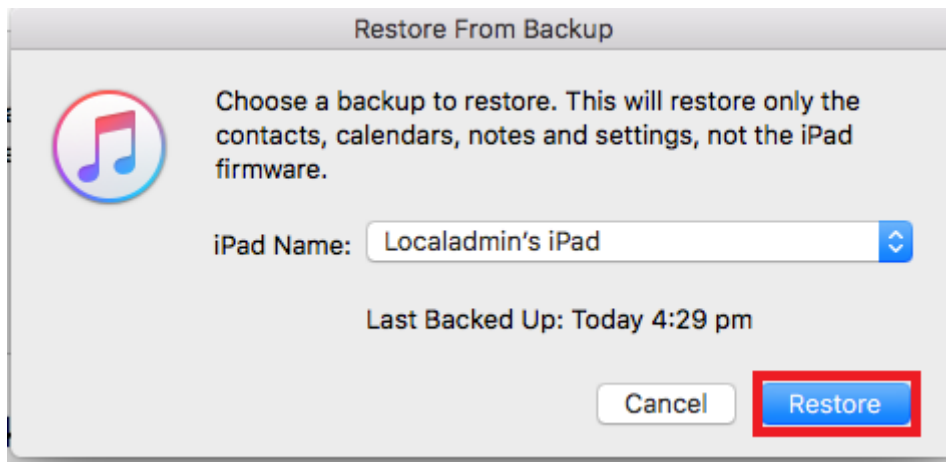 Restore From Backup
Choose a backup to restore. This will restore only the
contacts, calendars, notes and settings, not the iPad
firmware.
iPad Name: Localadmin's iPad
Last Backed Up: Today 4:29 pm
Cancel Restore